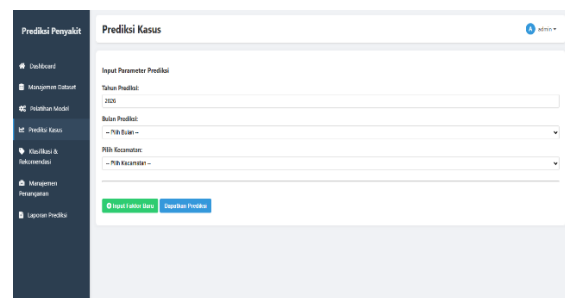 Prediksi Penyakit
Prediksi Kasus
A admin
Dashboard
Manajemen Dataset
Pelatihan Model
Prediksi Kasus
Klasifikasi &
Rekomendasi
Manajemen
Penanganan
Laporan Prediksi
Input Parameter Prediksi
Tahun Prediksi:
2026
Bulan Prediksi:
-- Pilih Bulan --
Pilih Kecamatan:
-- Pilih Kecamatan --
Input Faktor Baru
Dapatkan Prediksi